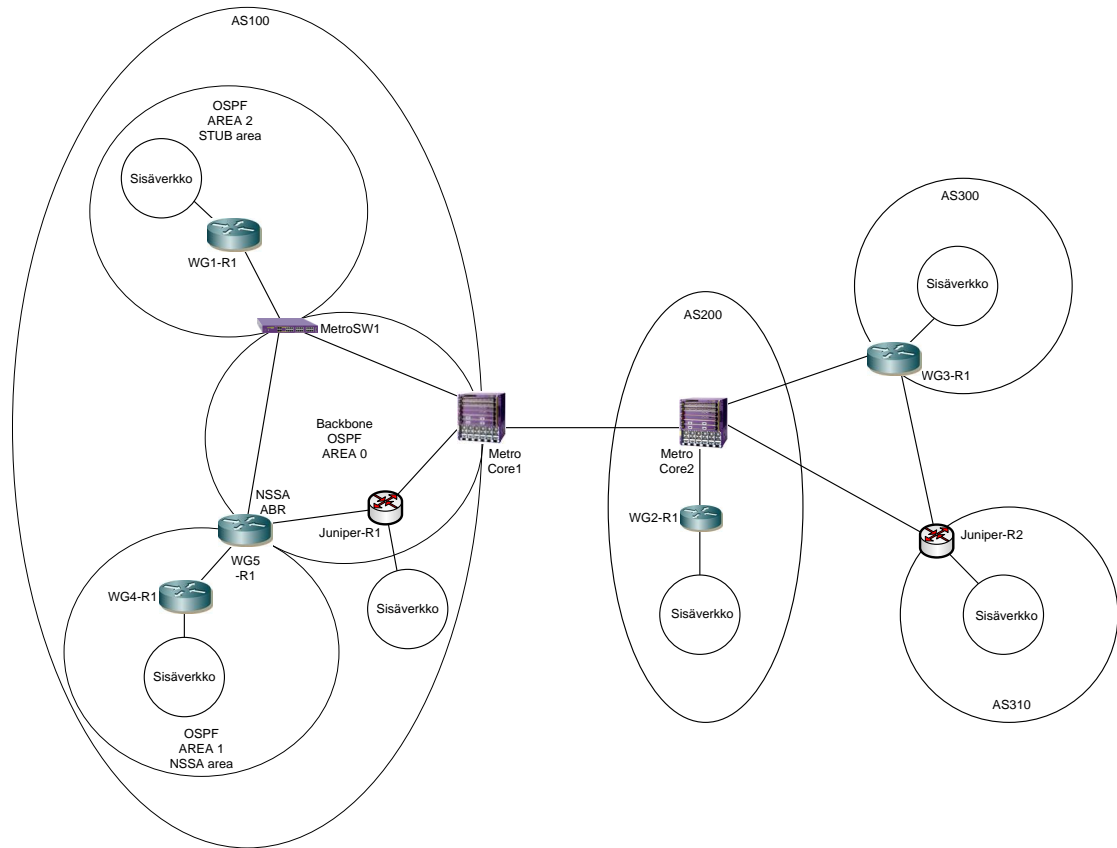 AS100
OSPF
AREA 2
STUB area
Sisäverkko
WG1-R1
MetroSW1
Backbone
OSPF
AREA 0
Metro
Core1
NSSA
ABR
Juniper-R1
WG5
-R1
WG4-R1
Sisäverkko
Sisäverkko
OSPF
AREA 1
NSSA area
AS200
Metro
Core2
WG2-R1
Sisäverkko
AS300
Sisäverkko
WG3-R1
Juniper-R2
Sisäverkko
AS310